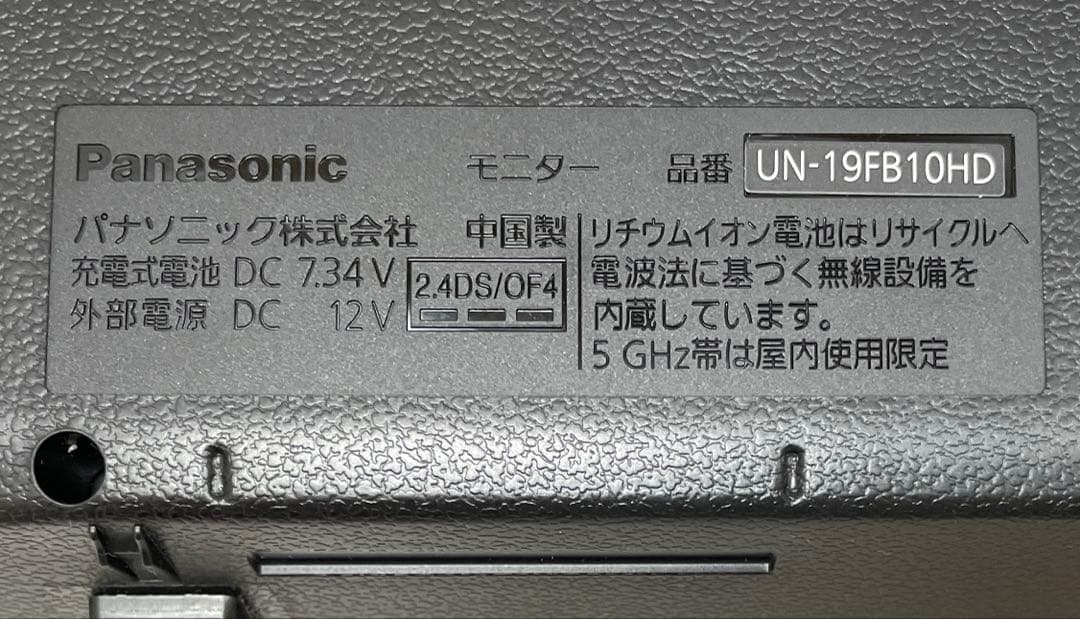 Panasonic モニター 品番 UN-19FB10HD
パナソニック株式会社 中国製
充電式電池 DC 7.34 V
外部電源 DC 12 V
2.4DS/OF4
リチウムイオン電池はリサイクルへ
電波法に基づく無線設備を
内蔵しています。
5 GHz帯は屋内使用限定